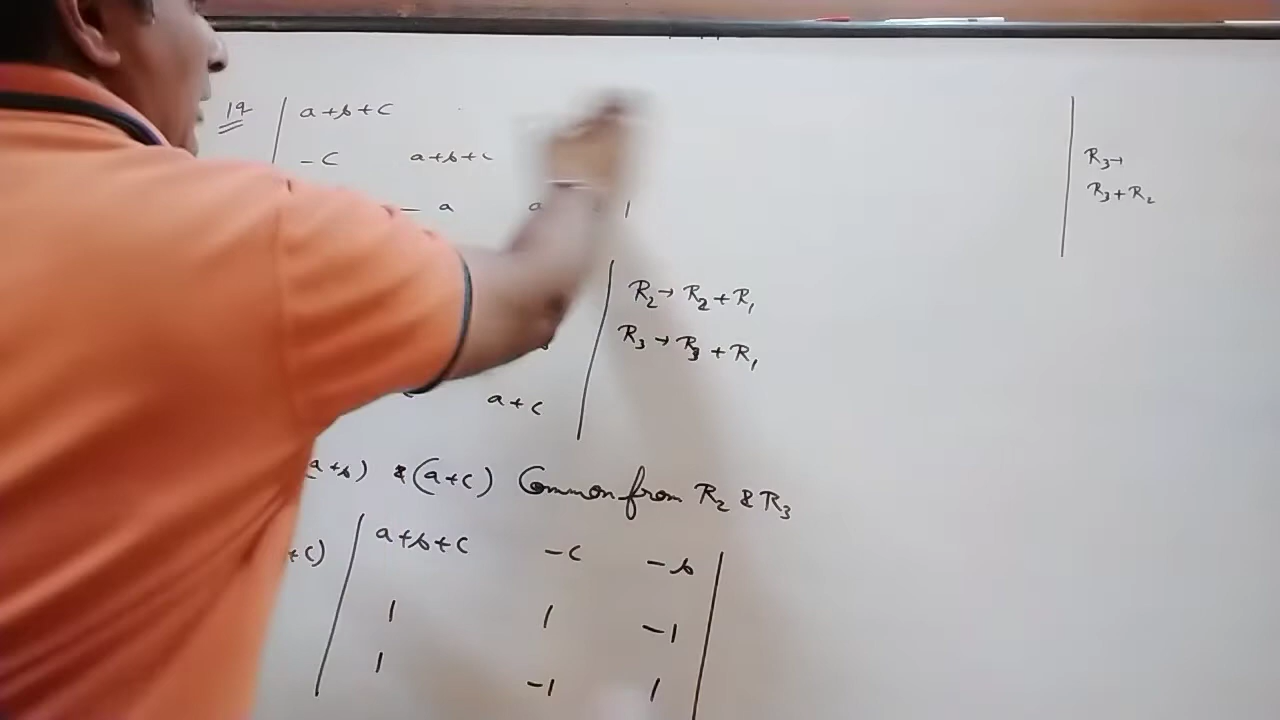 19 a+b+c
-c a+b+c
- a
R3→
R3+R2
R2→ R2+R1
R3 → R3 + R1
a+c
a+b) &(a+c) Common from R2 & R3
+c) a+b+c -c -b
1 1 -1
1 -1 1